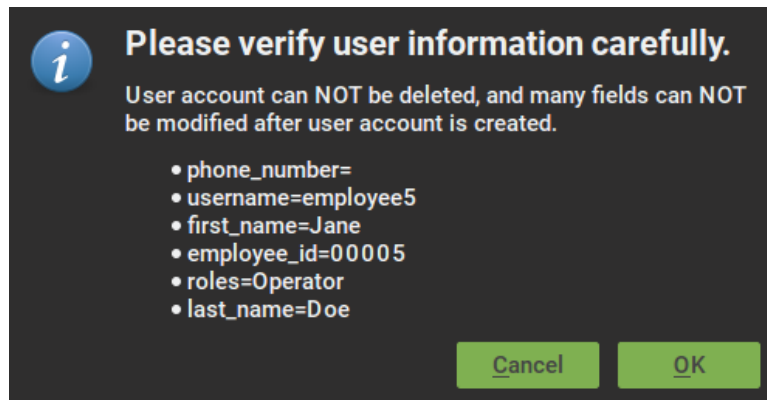 i
Please verify user information carefully.
User account can NOT be deleted, and many fields can NOT
be modified after user account is created.
• phone_number=
• username=employee5
• first_name=Jane
• employee_id=00005
• roles=Operator
• last_name=Doe
Cancel OK